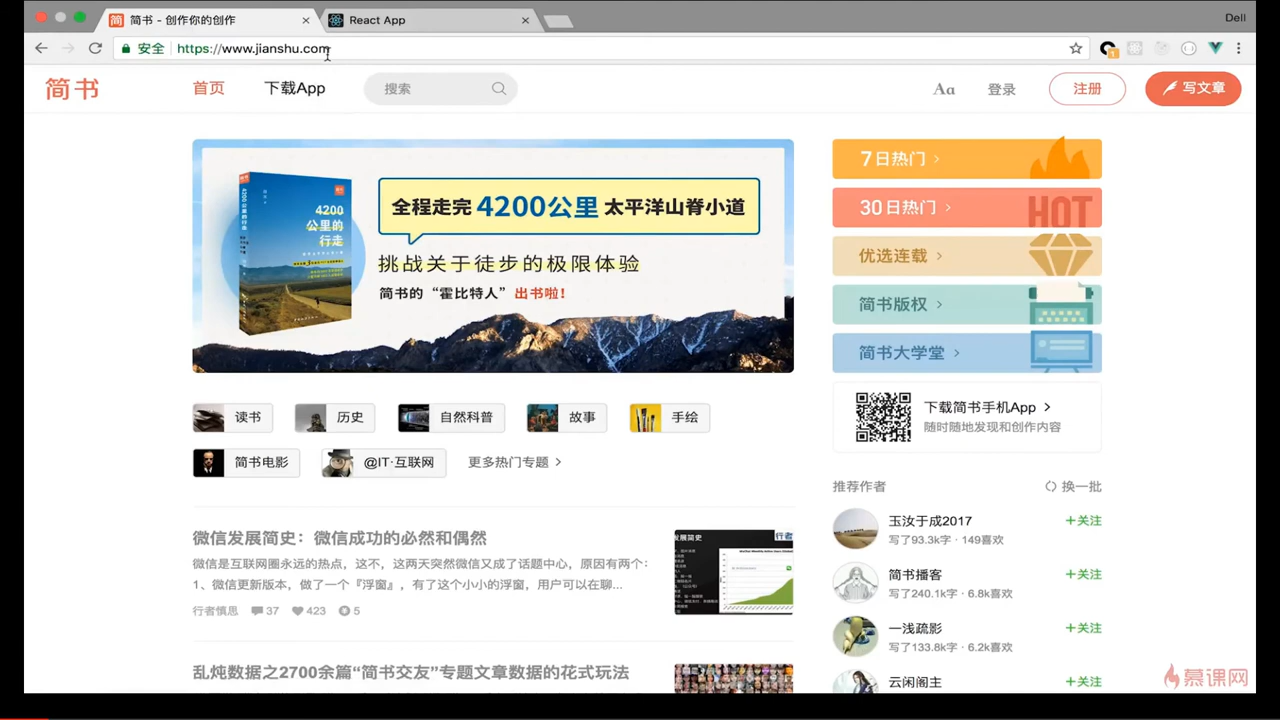 简书 - 创作你的创作
React App
Dell
安全 https://www.jianshu.com
简书
首页
下载App
搜索
Aa
登录
注册
写文章
4200
公里的
行走
全程走完 4200公里 太平洋山脊小道
挑战关于徒步的极限体验
简书的“霍比特人”出书啦！
7日热门
30日热门
HOT
优选连载
简书版权
简书大学堂
下载简书手机App
随时随地发现和创作内容
读书
历史
自然科普
故事
手绘
简书电影
@IT·互联网
更多热门专题
推荐作者
换一批
玉汝于成2017
+关注
写了93.3k字 · 149喜欢
简书播客
+关注
写了240.1k字 · 6.8k喜欢
一浅疏影
+关注
写了133.8k字 · 6.2k喜欢
云闲阁主
+关注
微信发展简史：微信成功的必然和偶然
微信是互联网圈永远的热点，这不，这两天突然微信又成了话题中心，原因有两个：
1、微信更新版本，做了一个『浮窗』，有了这个小小的浮窗，用户可以在聊...
行者慎思 37 423 5
发展简史
行者
乱炖数据之2700余篇“简书交友”专题文章数据的花式玩法
慕课网